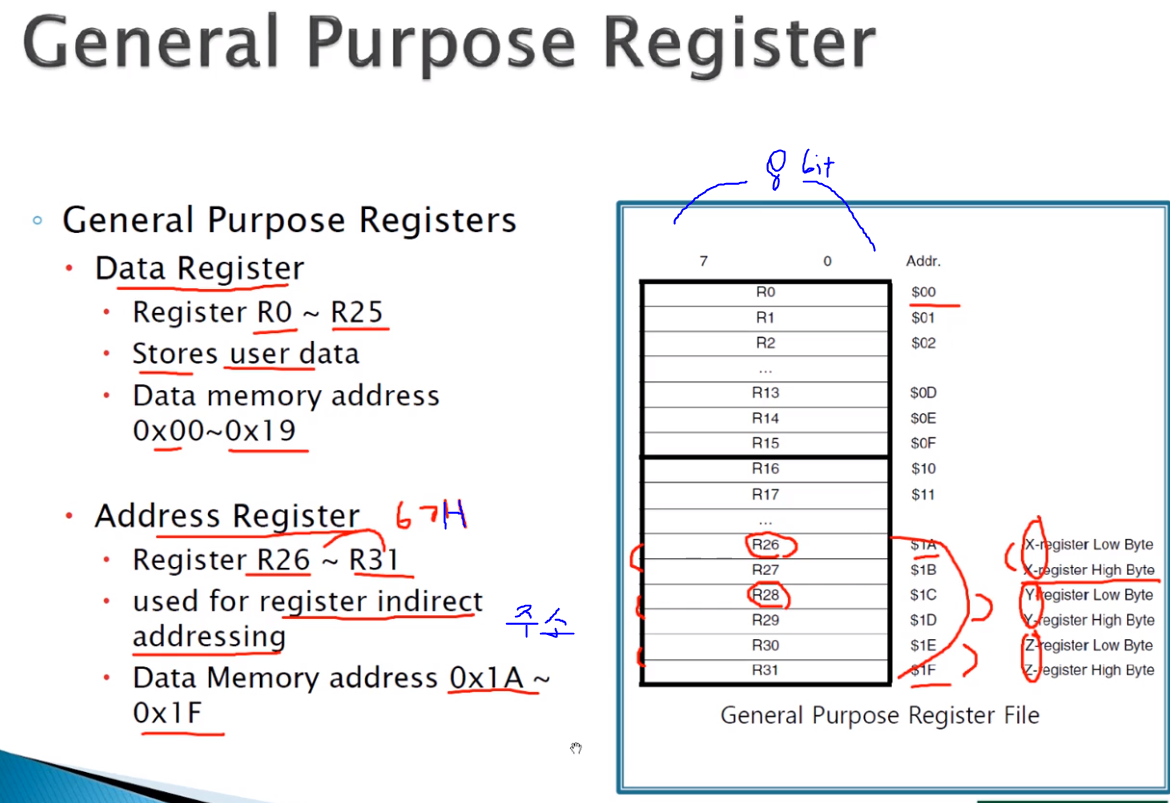 General Purpose Register
General Purpose Registers
Data Register
Register R0 ~ R25
Stores user data
Data memory address
0x00~0x19
Address Register 6개
Register R26 ~ R31
used for register indirect
addressing
주소
Data Memory address 0x1A ~
0x1F
8 bit
7 0 Addr.
R0 $00
R1 $01
R2 $02
...
R13 $0D
R14 $0E
R15 $0F
R16 $10
R17 $11
...
R26 $1A X-register Low Byte
R27 $1B X-register High Byte
R28 $1C Y-register Low Byte
R29 $1D Y-register High Byte
R30 $1E Z-register Low Byte
R31 $1F Z-register High Byte
General Purpose Register File